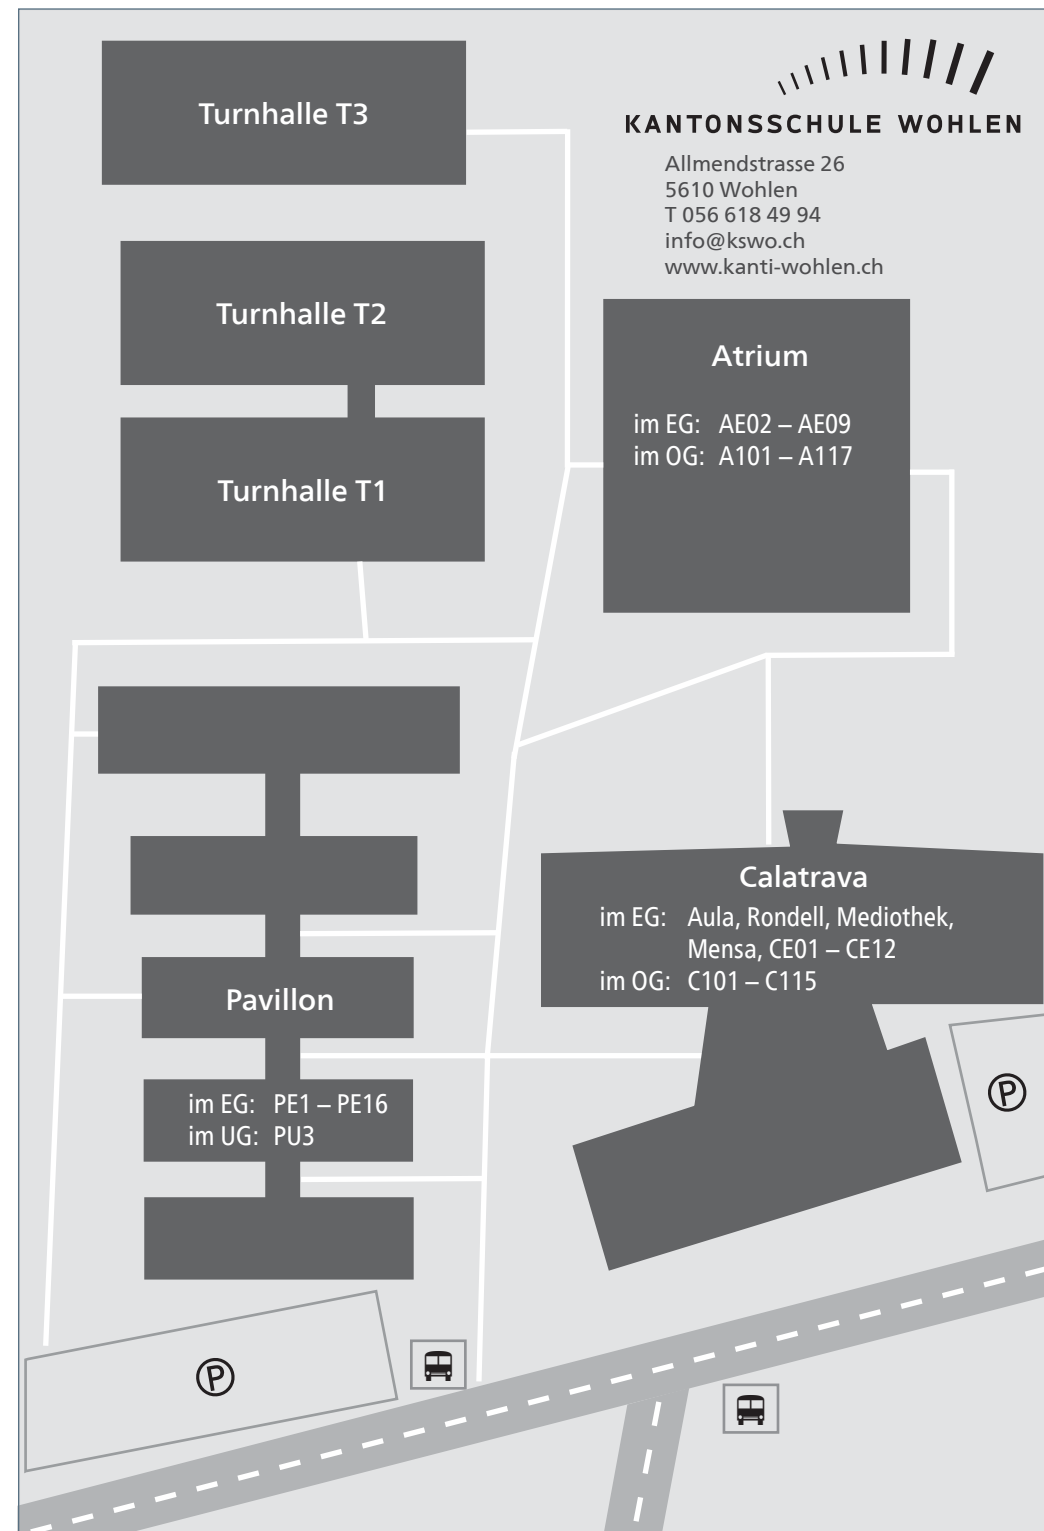 Turnhalle T3
KANTONSSCHULE WOHLEN
Allmendstrasse 26
5610 Wohlen
T 056 618 49 94
info@kswo.ch
www.kanti-wohlen.ch
Turnhalle T2
Atrium
im EG: AE02 – AE09
im OG: A101 – A117
Turnhalle T1
Calatrava
im EG: Aula, Rondell, Mediothek,
Mensa, CE01 – CE12
im OG: C101 – C115
Pavillon
im EG: PE1 – PE16
im UG: PU3
P
P